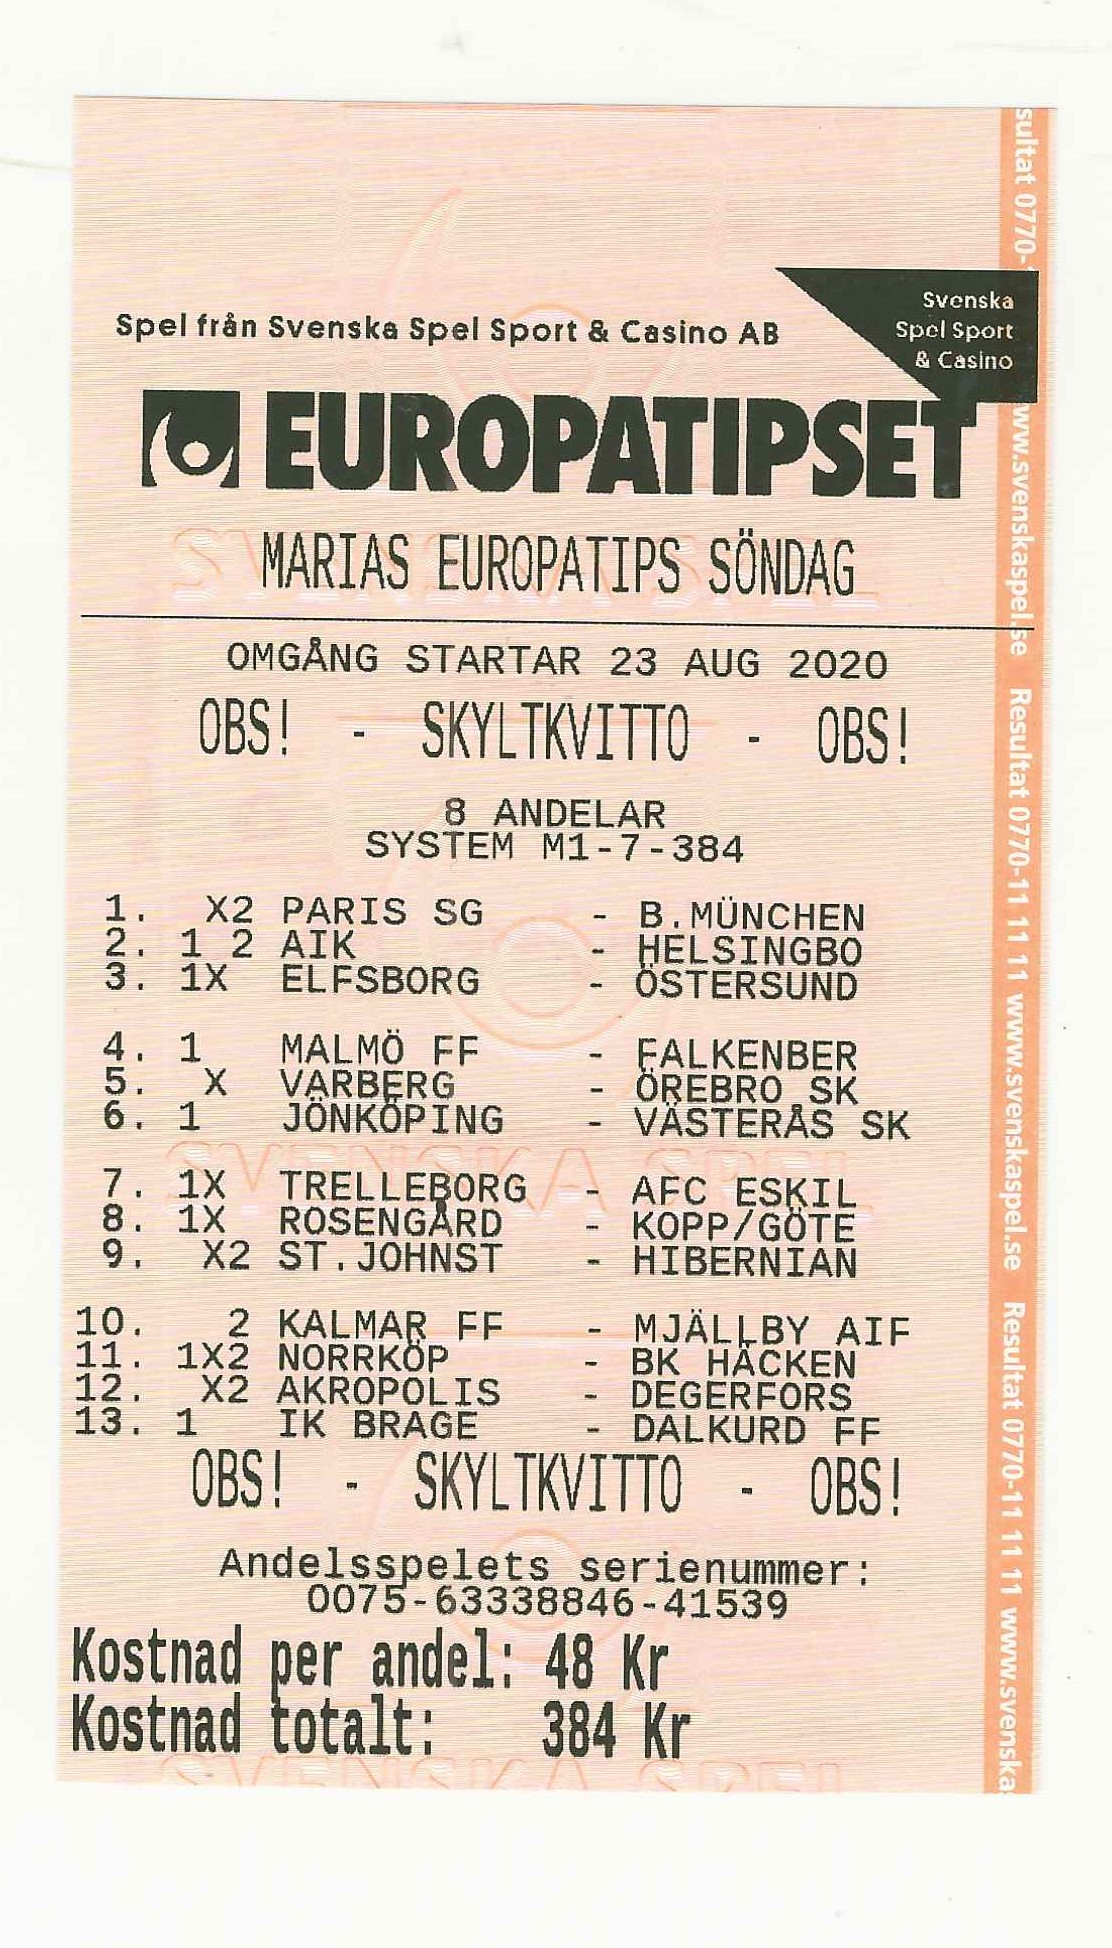 Spel från Svenska Spel Sport & Casino AB
Svenska
Spel Sport
& Casino
EUROPATIPSET
MARIAS EUROPATIPS SÖNDAG
OMGÅNG STARTAR 23 AUG 2020
OBS! - SKYLTKVITTO - OBS!
8 ANDELAR
SYSTEM M1-7-384
1. X2 PARIS SG - B.MÜNCHEN
2. 1 2 AIK - HELSINGBO
3. 1X ELFSBORG - ÖSTERSUND
4. 1 MALMÖ FF - FALKENBER
5. X VARBERG - ÖREBRO SK
6. 1 JÖNKÖPING - VÄSTERÅS SK
7. 1X TRELLEBORG - AFC ESKIL
8. 1X ROSENGÅRD - KOPP/GÖTE
9. X2 ST.JOHNST - HIBERNIAN
10. 2 KALMAR FF - MJÄLLBY AIF
11. 1X2 NORRKÖP - BK HÄCKEN
12. X2 AKROPOLIS - DEGERFORS
13. 1 IK BRAGE - DALKURD FF
OBS! - SKYLTKVITTO - OBS!
Andelsspelets serienummer:
0075-63338846-41539
Kostnad per andel: 48 Kr
Kostnad totalt: 384 Kr
sultat 0770- www.svenskaspel.se Resultat 0770-11 11 11 www.svenskaspel.se Resultat 0770-11 11 11 www.svenska
SVENSKA SPEL
SVENSKA SPEL
SVENSKA SPEL